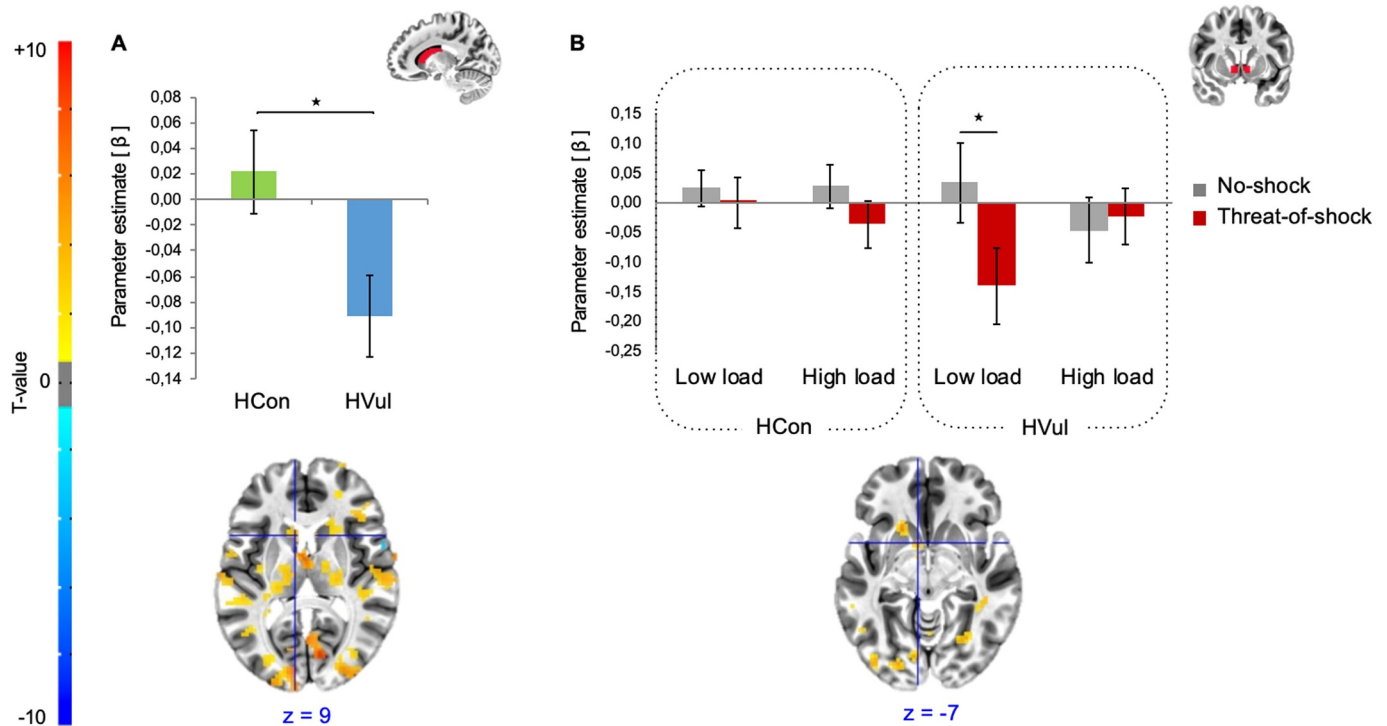 +10
0
-10
T-value
A
★
0,08
0,06
0,04
0,02
0,00
-0,02
-0,04
-0,06
-0,08
-0,10
-0,12
-0,14
Parameter estimate [ β ]
HCon HVul
z = 9
B
★
0,15
0,10
0,05
0,00
-0,05
-0,10
-0,15
-0,20
-0,25
Parameter estimate [ β ]
Low load High load Low load High load
HCon HVul
No-shock
Threat-of-shock
z = -7